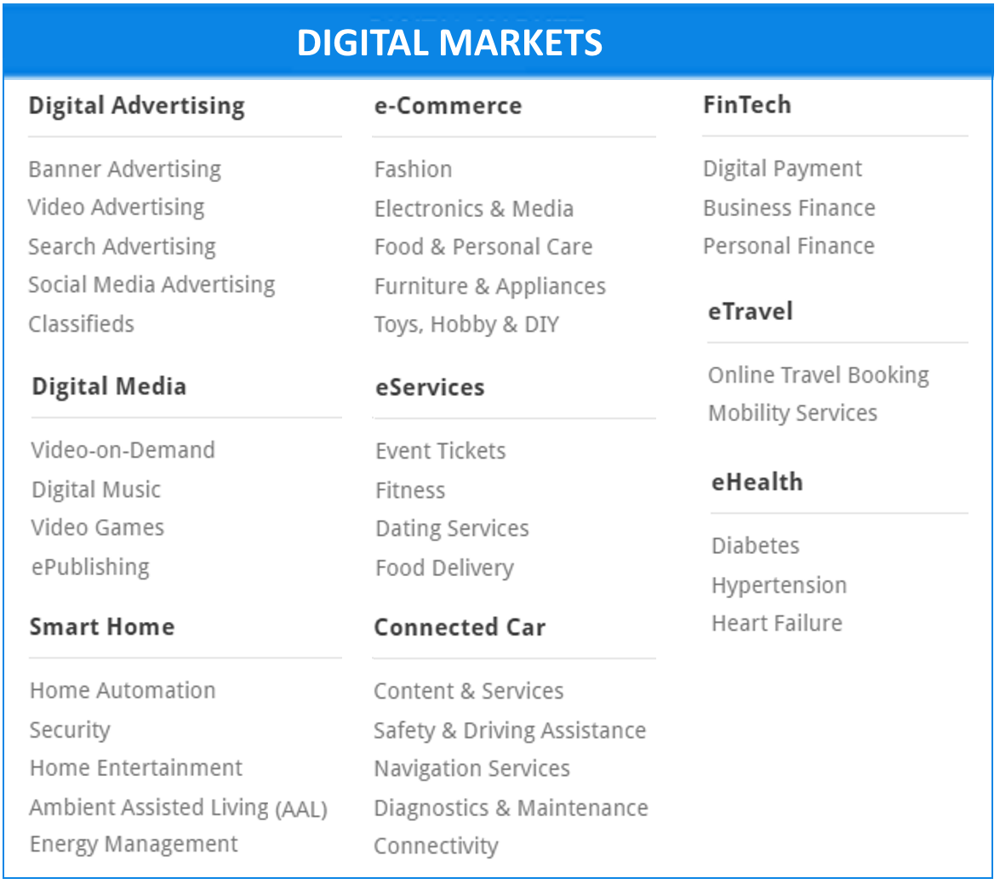 DIGITAL MARKETS
Digital Advertising
Banner Advertising
Video Advertising
Search Advertising
Social Media Advertising
Classifieds
Digital Media
Video-on-Demand
Digital Music
Video Games
ePublishing
Smart Home
Home Automation
Security
Home Entertainment
Ambient Assisted Living (AAL)
Energy Management
e-Commerce
Fashion
Electronics & Media
Food & Personal Care
Furniture & Appliances
Toys, Hobby & DIY
eServices
Event Tickets
Fitness
Dating Services
Food Delivery
Connected Car
Content & Services
Safety & Driving Assistance
Navigation Services
Diagnostics & Maintenance
Connectivity
FinTech
Digital Payment
Business Finance
Personal Finance
eTravel
Online Travel Booking
Mobility Services
eHealth
Diabetes
Hypertension
Heart Failure